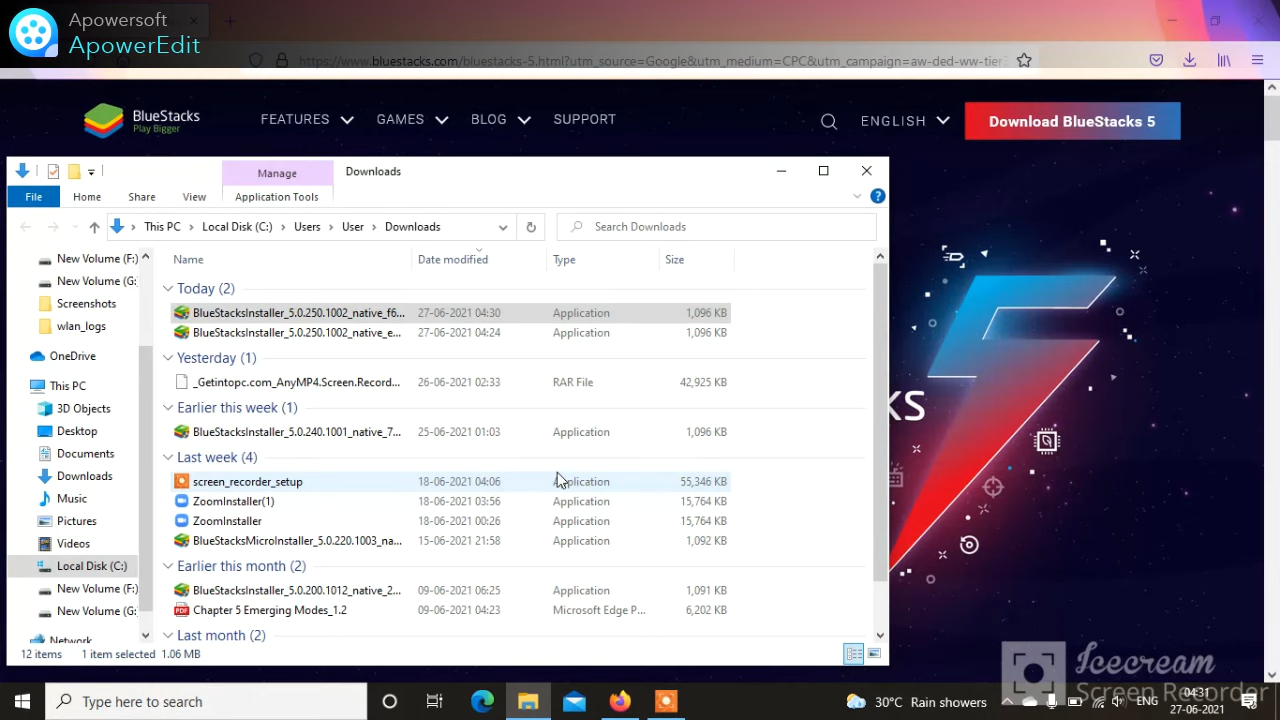 Apowersoft
ApowerEdit
https://www.bluestacks.com/bluestacks-5.html?utm_source=Google&utm_medium=CPC&utm_campaign=aw-ded-ww-tier
BlueStacks
Play Bigger
FEATURES GAMES BLOG SUPPORT ENGLISH Download BlueStacks 5
Manage Downloads
File Home Share View Application Tools
This PC Local Disk (C:) Users User Downloads Search Downloads
Name Date modified Type Size
New Volume (F:)
New Volume (G:
Screenshots
wlan_logs
OneDrive
This PC
3D Objects
Desktop
Documents
Downloads
Music
Pictures
Videos
Local Disk (C:)
New Volume (F:)
New Volume (G:
Network
Today (2)
BlueStacksInstaller_5.0.250.1002_native_f6... 27-06-2021 04:30 Application 1,096 KB
BlueStacksInstaller_5.0.250.1002_native_e... 27-06-2021 04:24 Application 1,096 KB
Yesterday (1)
_Getintopc.com_AnyMP4.Screen.Record... 26-06-2021 02:33 RAR File 42,925 KB
Earlier this week (1)
BlueStacksInstaller_5.0.240.1001_native_7... 25-06-2021 01:03 Application 1,096 KB
Last week (4)
screen_recorder_setup 18-06-2021 04:06 Application 55,346 KB
ZoomInstaller(1) 18-06-2021 03:56 Application 15,764 KB
ZoomInstaller 18-06-2021 00:26 Application 15,764 KB
BlueStacksMicroInstaller_5.0.220.1003_na... 15-06-2021 21:58 Application 1,092 KB
Earlier this month (2)
BlueStacksInstaller_5.0.200.1012_native_2... 09-06-2021 06:25 Application 1,091 KB
Chapter 5 Emerging Modes_1.2 09-06-2021 04:23 Microsoft Edge P... 6,202 KB
Last month (2)
12 items 1 item selected 1.06 MB
KS
Icecream
Screen Recorder
Type here to search
30°C Rain showers
ENG
04:31
27-06-2021